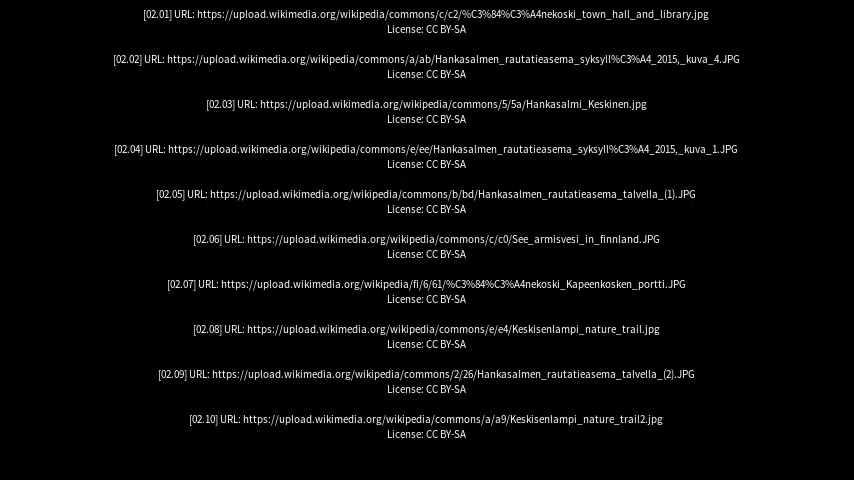 [02.01] URL: https://upload.wikimedia.org/wikipedia/commons/c/c2/%C3%84%C3%A4nekoski_town_hall_and_library.jpg
License: CC BY-SA
[02.02] URL: https://upload.wikimedia.org/wikipedia/commons/a/ab/Hankasalmen_rautatieasema_syksyll%C3%A4_2015,_kuva_4.JPG
License: CC BY-SA
[02.03] URL: https://upload.wikimedia.org/wikipedia/commons/5/5a/Hankasalmi_Keskinen.jpg
License: CC BY-SA
[02.04] URL: https://upload.wikimedia.org/wikipedia/commons/e/ee/Hankasalmen_rautatieasema_syksyll%C3%A4_2015,_kuva_1.JPG
License: CC BY-SA
[02.05] URL: https://upload.wikimedia.org/wikipedia/commons/b/bd/Hankasalmen_rautatieasema_talvella_(1).JPG
License: CC BY-SA
[02.06] URL: https://upload.wikimedia.org/wikipedia/commons/c/c0/See_armisvesi_in_finnland.JPG
License: CC BY-SA
[02.07] URL: https://upload.wikimedia.org/wikipedia/fi/6/61/%C3%84%C3%A4nekoski_Kapeenkosken_portti.JPG
License: CC BY-SA
[02.08] URL: https://upload.wikimedia.org/wikipedia/commons/e/e4/Keskisenlampi_nature_trail.jpg
License: CC BY-SA
[02.09] URL: https://upload.wikimedia.org/wikipedia/commons/2/26/Hankasalmen_rautatieasema_talvella_(2).JPG
License: CC BY-SA
[02.10] URL: https://upload.wikimedia.org/wikipedia/commons/a/a9/Keskisenlampi_nature_trail2.jpg
License: CC BY-SA